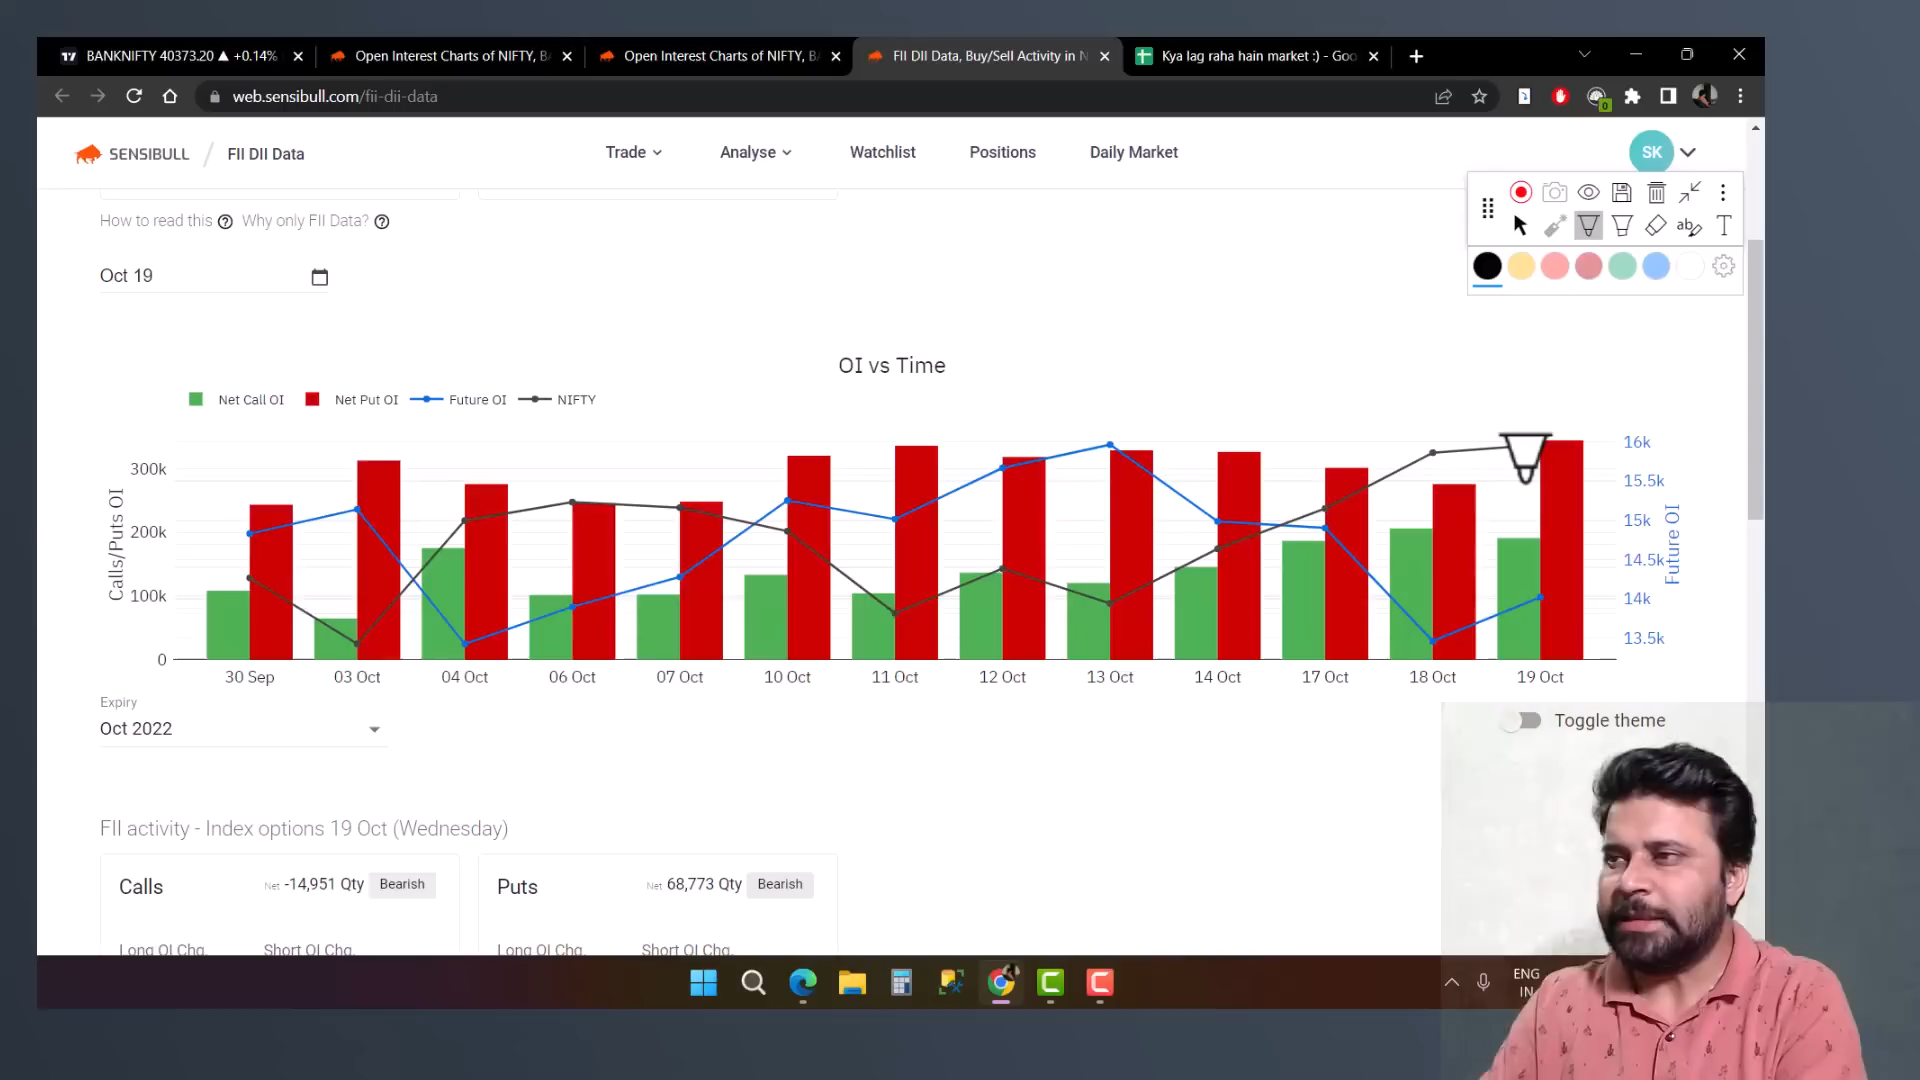 BANKNIFTY 40373.20 ▲ +0.14%
Open Interest Charts of NIFTY, B
Open Interest Charts of NIFTY, B
FII DII Data, Buy/Sell Activity in N
Kya lag raha hain market :) - Goo
web.sensibull.com/fii-dii-data
0
SENSIBULL / FII DII Data
Trade
Analyse
Watchlist
Positions
Daily Market
SK
ab
T
How to read this ? Why only FII Data? ?
Oct 19
OI vs Time
Net Call OI
Net Put OI
Future OI
NIFTY
Calls/Puts OI
300k
200k
100k
0
16k
15.5k
15k
14.5k
14k
13.5k
Future OI
30 Sep
03 Oct
04 Oct
06 Oct
07 Oct
10 Oct
11 Oct
12 Oct
13 Oct
14 Oct
17 Oct
18 Oct
19 Oct
Expiry
Oct 2022
Toggle theme
FII activity - Index options 19 Oct (Wednesday)
Calls
Net -14,951 Qty Bearish
Puts
Net 68,773 Qty Bearish
Long OI Chg.
Short OI Chg.
Long OI Chg.
Short OI Chg.
ENG
IN